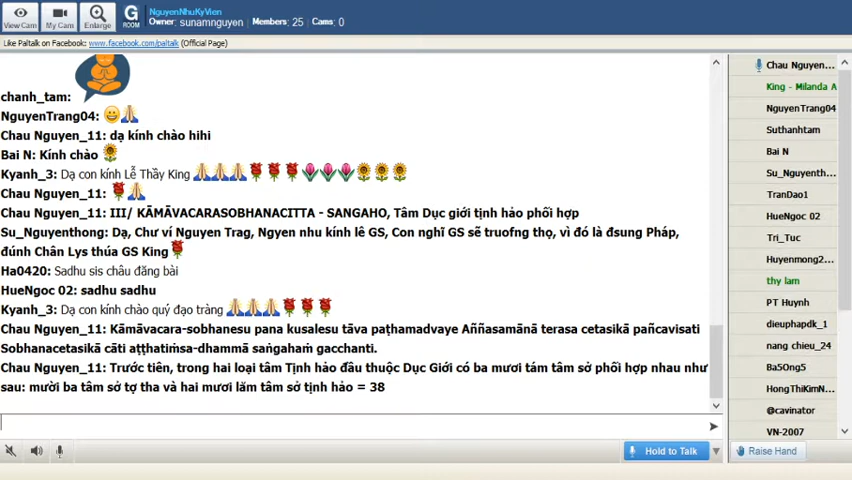 NguyenNhuKyVien
Owner: sunamnguyen Members: 25 Cams: 0
View Cam My Cam Enlarge G ROOM
Like Paltalk on Facebook: www.facebook.com/paltalk (Official Page)
chanh_tam:
NguyenTrang04:
Chau Nguyen_11: dạ kính chào hihi
Bai N: Kính chào
Kyanh_3: Dạ con kính Lễ Thầy King
Chau Nguyen_11:
Chau Nguyen_11: III/ KĀMĀVACARASOBHANACITTA - SANGAHO, Tâm Dục giới tịnh hảo phối hợp
Su_Nguyenthong: Dạ, Chư ví Nguyen Trag, Ngyen nhu kính lê GS, Con nghĩ GS sẽ truofng thọ, vì đó là đsung Pháp,
đúnh Chân Lys thúa GS King
Ha0420: Sadhu sis châu đăng bài
HueNgoc 02: sadhu sadhu
Kyanh_3: Dạ con kính chào quý đạo tràng
Chau Nguyen_11: Kāmāvacara-sobhanesu pana kusalesu tāva paṭhamadvaye Aññasamānā terasa cetasikā pañcavisati
Sobhanacetasikā cāti aṭṭhatiṁsa-dhammā saṅgahaṁ gacchanti.
Chau Nguyen_11: Trước tiên, trong hai loại tâm Tịnh hảo đầu thuộc Dục Giới có ba mươi tám tâm sở phối hợp nhau như
sau: mười ba tâm sở tợ tha và hai mươi lăm tâm sở tịnh hảo = 38
Hold to Talk
Chau Nguyen...
King - Milanda A
NguyenTrang04
Suthanhtam
Bai N
Su_Nguyenth...
TranDao1
HueNgoc 02
Tri_Tuc
Huyenmong2...
thy lam
PT Huynh
dieuphapdk_1
nang chieu_24
Ba5Ong5
HongThiKimN...
@cavinator
VN-2007
Raise Hand